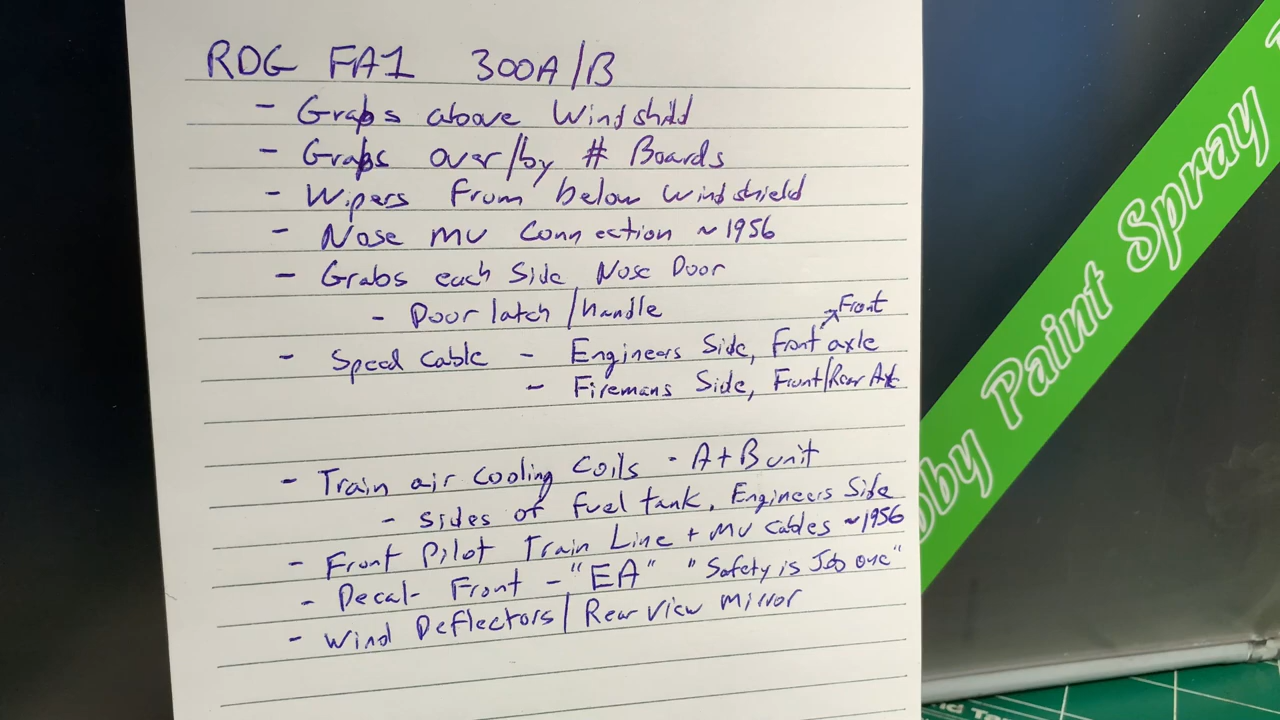 RDG FA1 300A/B
- Grabs above Windshild
- Grabs over/by # Boards
- Wipers From below Windshield
- Nose MU Connection ~1956
- Grabs each Side Nose Door
- Door latch/handle
Front
- Speed Cable - Engineers Side, Front axle
- Firemans Side, Front/Rear Axle
- Train air cooling Coils - A+B unit
- sides of fuel tank, Engineers Side
- Front Pilot Train Line + MU Cables ~1956
- Decal- Front - "EA" "Safety is Job one"
- Wind Deflectors/Rear view Mirror
Paint Spray